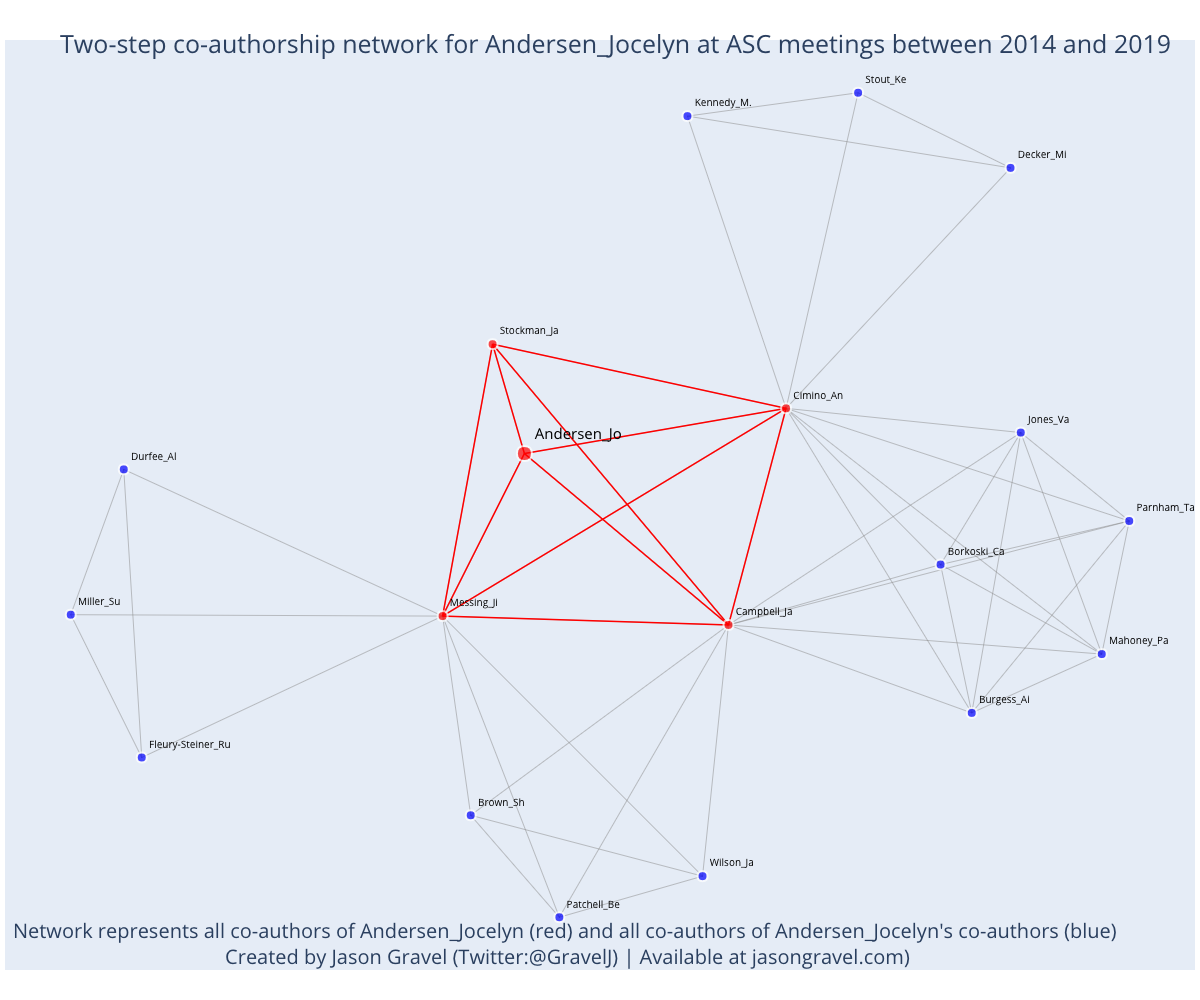 Two-step co-authorship network for Andersen_Jocelyn at ASC meetings between 2014 and 2019
Stout_Ke
Kennedy_M.
Decker_Mi
Stockman_Ja
Cimino_An
Jones_Va
Andersen_Jo
Durfee_Al
Parnham_Ta
Borkoski_Ca
Miller_Su
Messing_Ji
Campbell_Ja
Mahoney_Pa
Burgess_Ai
Fleury-Steiner_Ru
Brown_Sh
Wilson_Ja
Patchell_Be
Network represents all co-authors of Andersen_Jocelyn (red) and all co-authors of Andersen_Jocelyn's co-authors (blue)
Created by Jason Gravel (Twitter:@GravelJ) | Available at jasongravel.com)